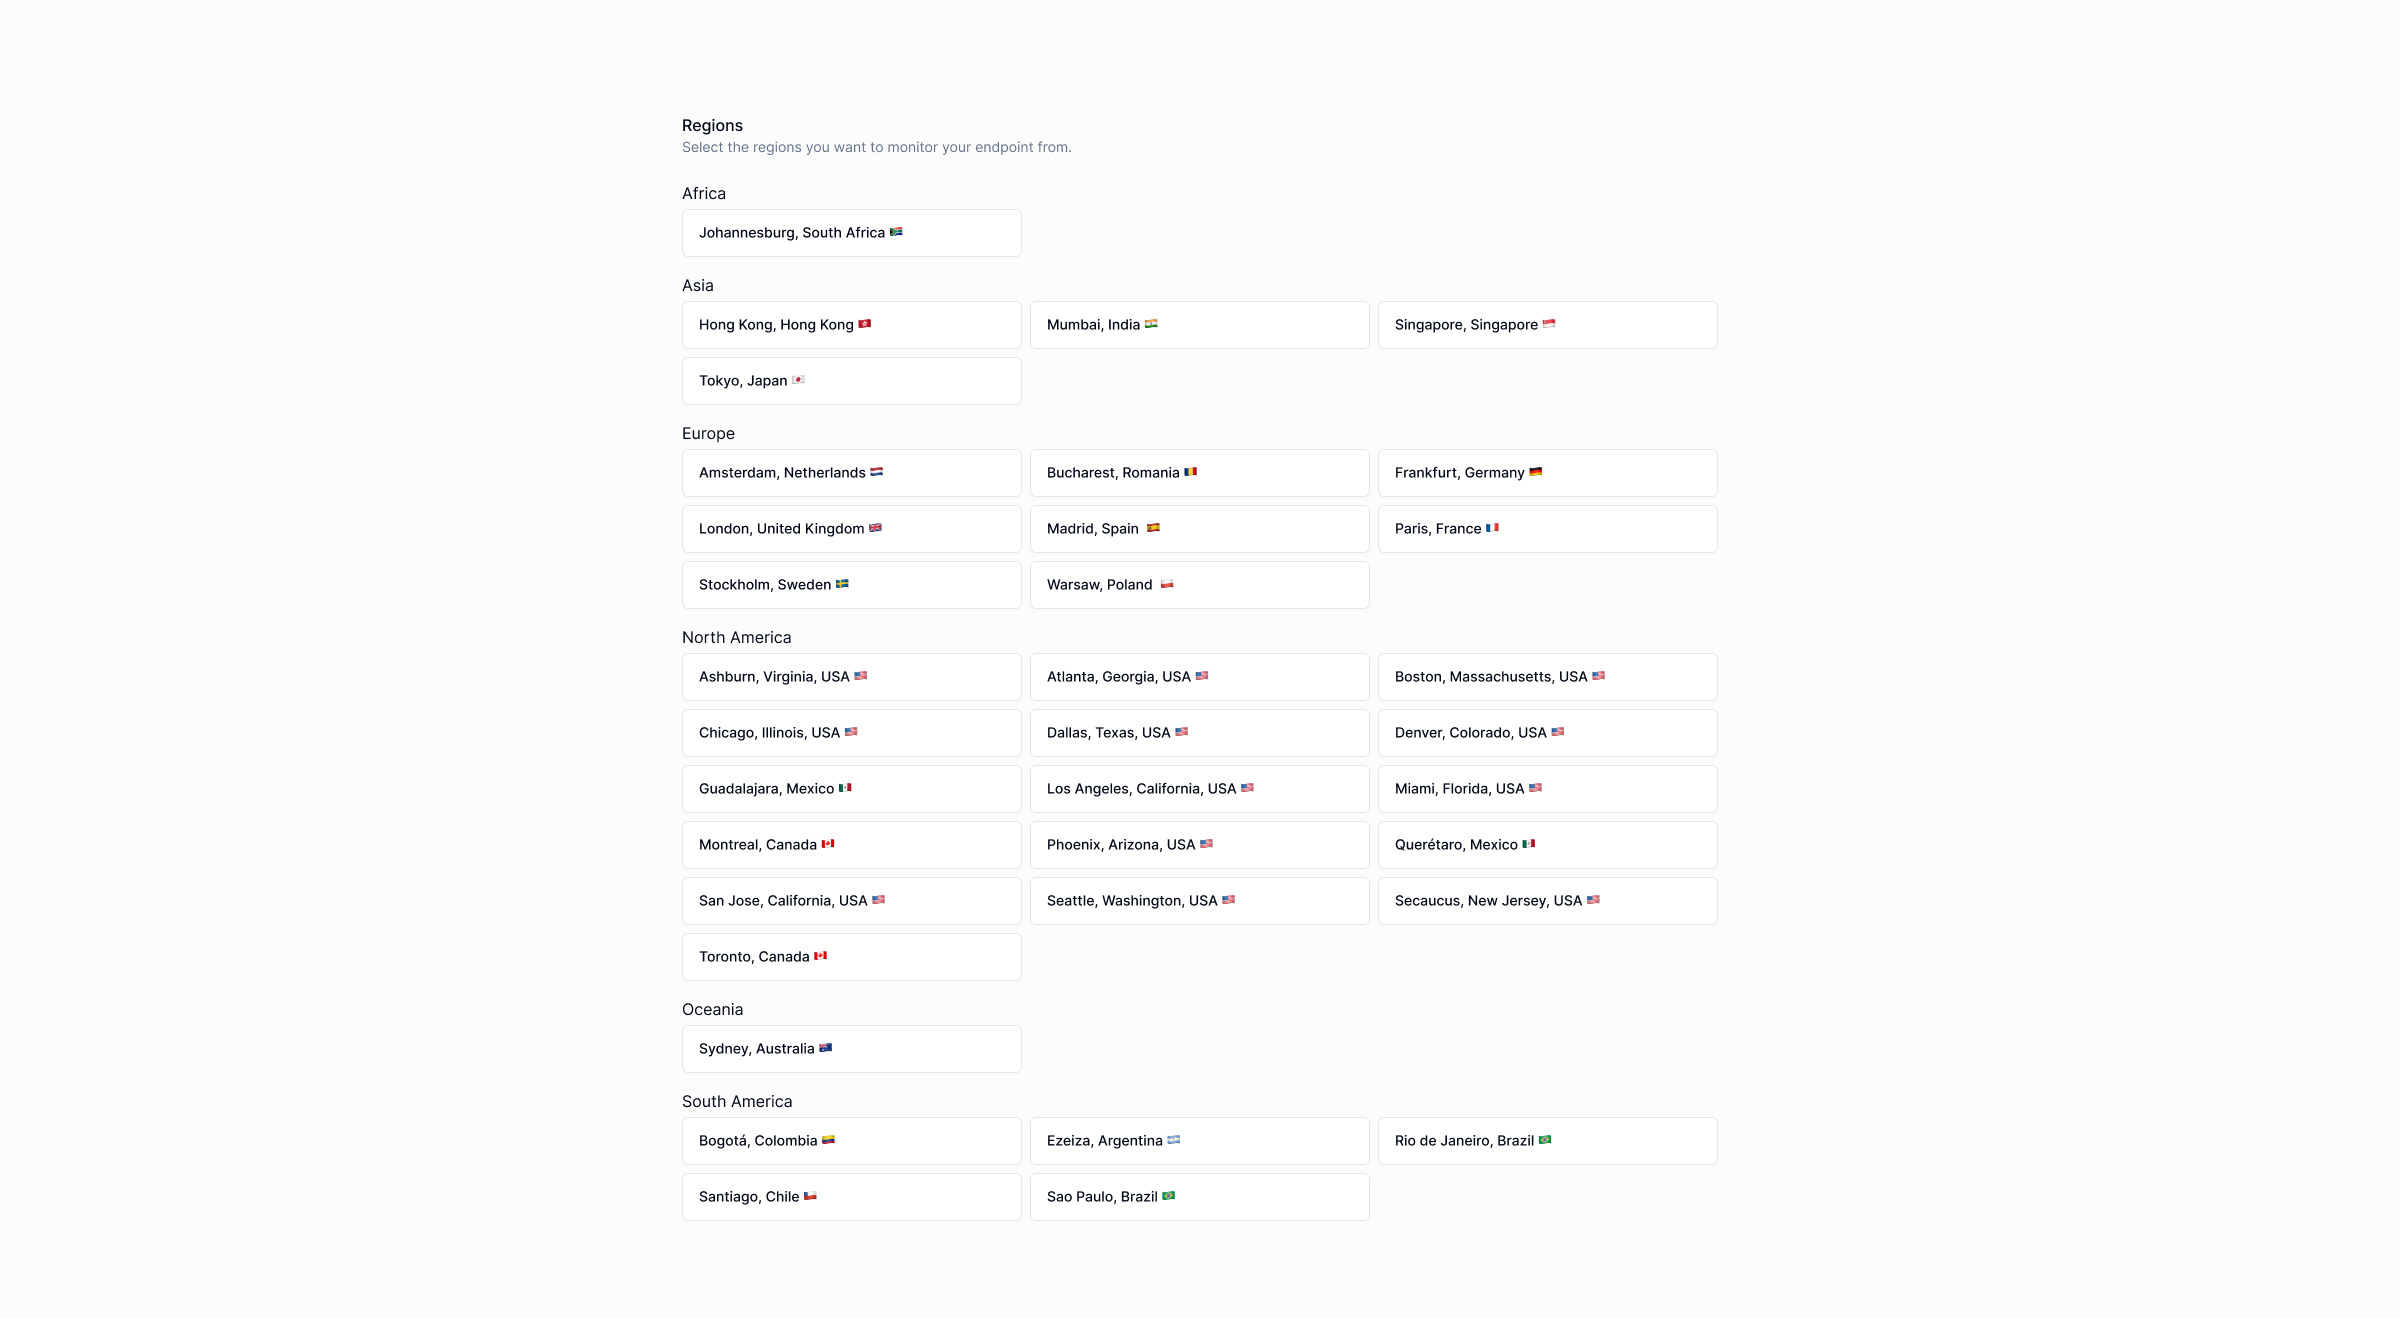 Regions
Select the regions you want to monitor your endpoint from.
Africa
Johannesburg, South Africa 🇿🇦
Asia
Hong Kong, Hong Kong 🇭🇰
Mumbai, India 🇮🇳
Singapore, Singapore 🇸🇬
Tokyo, Japan 🇯🇵
Europe
Amsterdam, Netherlands 🇳🇱
Bucharest, Romania 🇷🇴
Frankfurt, Germany 🇩🇪
London, United Kingdom 🇬🇧
Madrid, Spain 🇪🇸
Paris, France 🇫🇷
Stockholm, Sweden 🇸🇪
Warsaw, Poland 🇵🇱
North America
Ashburn, Virginia, USA 🇺🇸
Atlanta, Georgia, USA 🇺🇸
Boston, Massachusetts, USA 🇺🇸
Chicago, Illinois, USA 🇺🇸
Dallas, Texas, USA 🇺🇸
Denver, Colorado, USA 🇺🇸
Guadalajara, Mexico 🇲🇽
Los Angeles, California, USA 🇺🇸
Miami, Florida, USA 🇺🇸
Montreal, Canada 🇨🇦
Phoenix, Arizona, USA 🇺🇸
Querétaro, Mexico 🇲🇽
San Jose, California, USA 🇺🇸
Seattle, Washington, USA 🇺🇸
Secaucus, New Jersey, USA 🇺🇸
Toronto, Canada 🇨🇦
Oceania
Sydney, Australia 🇦🇺
South America
Bogotá, Colombia 🇨🇴
Ezeiza, Argentina 🇦🇷
Rio de Janeiro, Brazil 🇧🇷
Santiago, Chile 🇨🇱
Sao Paulo, Brazil 🇧🇷